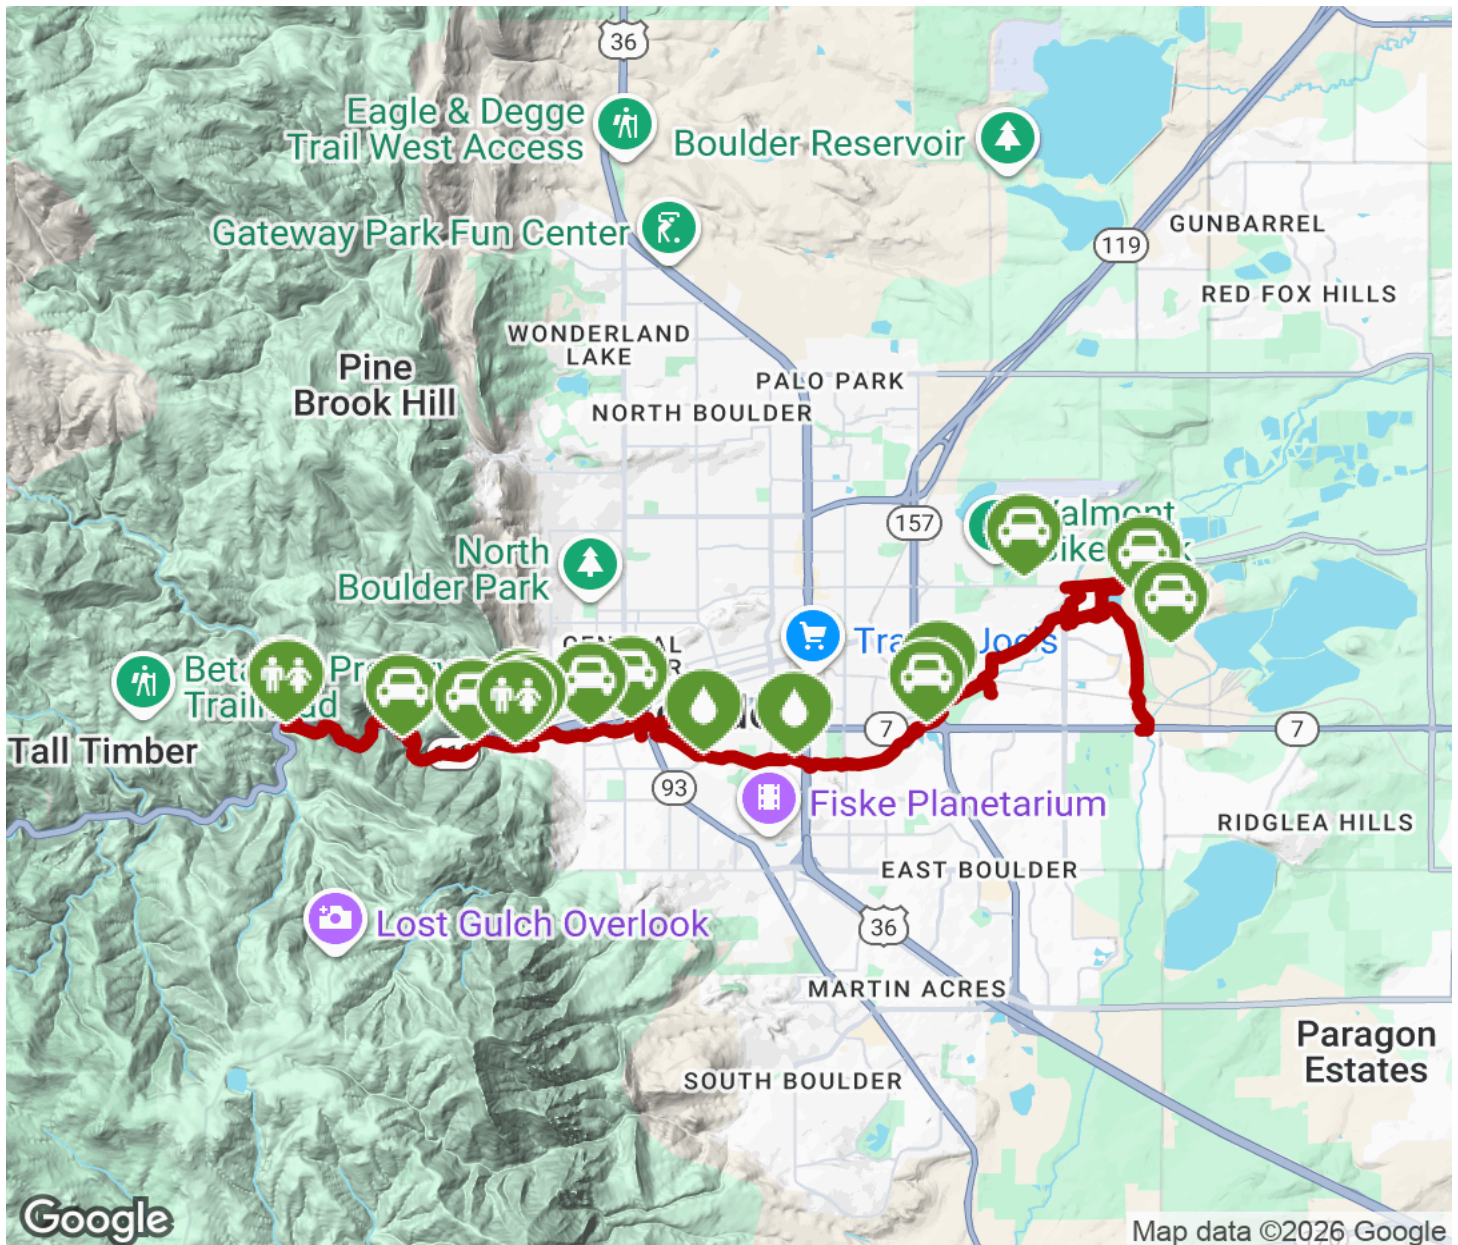 36
Eagle & Degge
Trail West Access
Boulder Reservoir
Gateway Park Fun Center
119
GUNBARREL
RED FOX HILLS
WONDERLAND
LAKE
Pine
Brook Hill
PALO PARK
NORTH BOULDER
157
North
Boulder Park
7
7
Tall Timber
93
Fiske Planetarium
RIDGLEA HILLS
EAST BOULDER
Lost Gulch Overlook
36
MARTIN ACRES
Paragon
Estates
SOUTH BOULDER
Google
Map data ©2026 Google